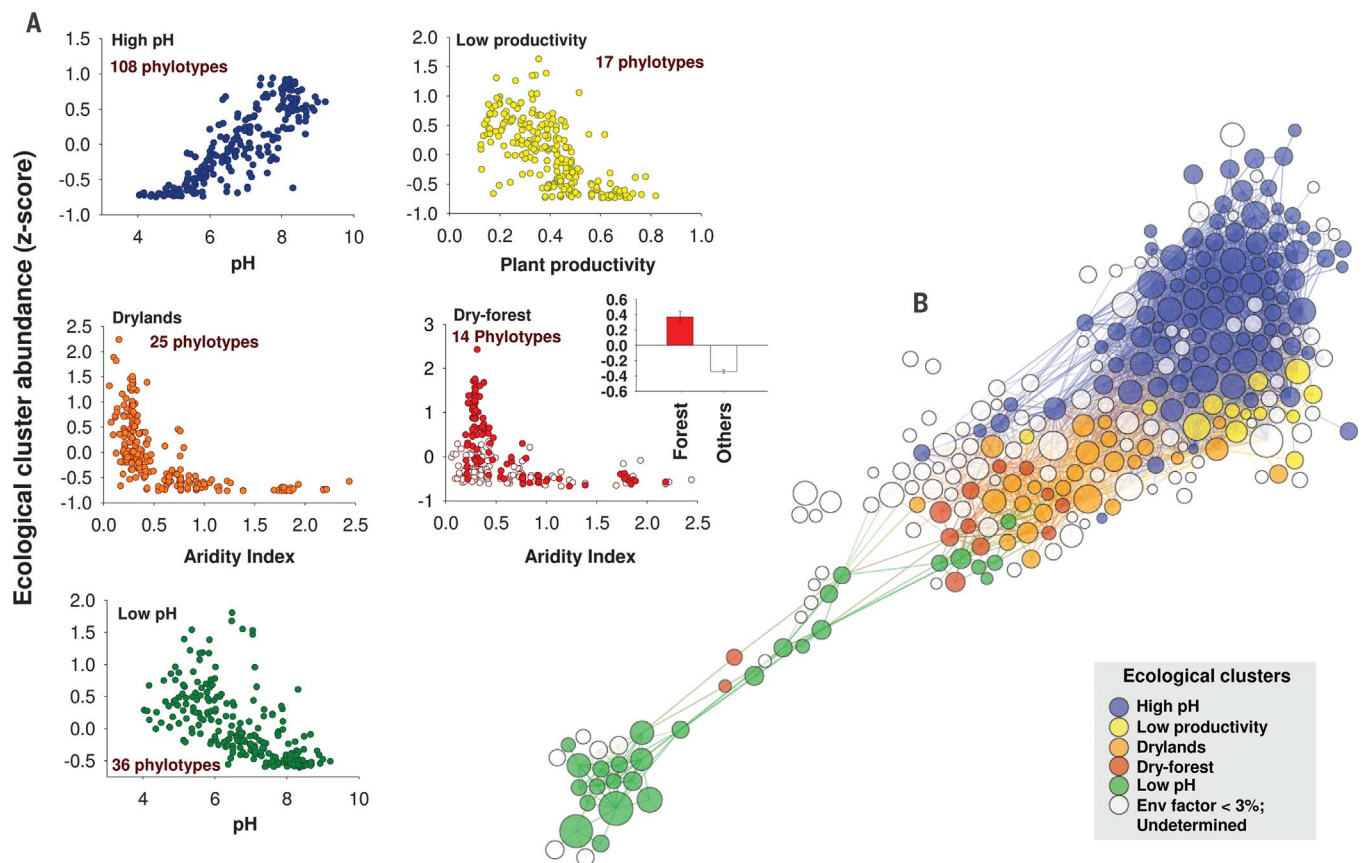 A
Ecological cluster abundance (z-score)
High pH
108 phylotypes
1.5
1.0
0.5
0.0
-0.5
-1.0
4 6 8 10
pH
Low productivity
17 phylotypes
2.0
1.5
1.0
0.5
0.0
-0.5
-1.0
0.0 0.2 0.4 0.6 0.8 1.0
Plant productivity
Drylands
25 phylotypes
2.5
2.0
1.5
1.0
0.5
0.0
-0.5
-1.0
0.0 0.5 1.0 1.5 2.0 2.5
Aridity Index
Dry-forest
14 Phylotypes
3
2
1
0
-1
0.0 0.5 1.0 1.5 2.0 2.5
Aridity Index
0.6
0.4
0.2
0.0
-0.2
-0.4
-0.6
Forest
Others
Low pH
36 phylotypes
2.0
1.5
1.0
0.5
0.0
-0.5
4 6 8 10
pH
B
Ecological clusters
High pH
Low productivity
Drylands
Dry-forest
Low pH
Env factor < 3%;
Undetermined